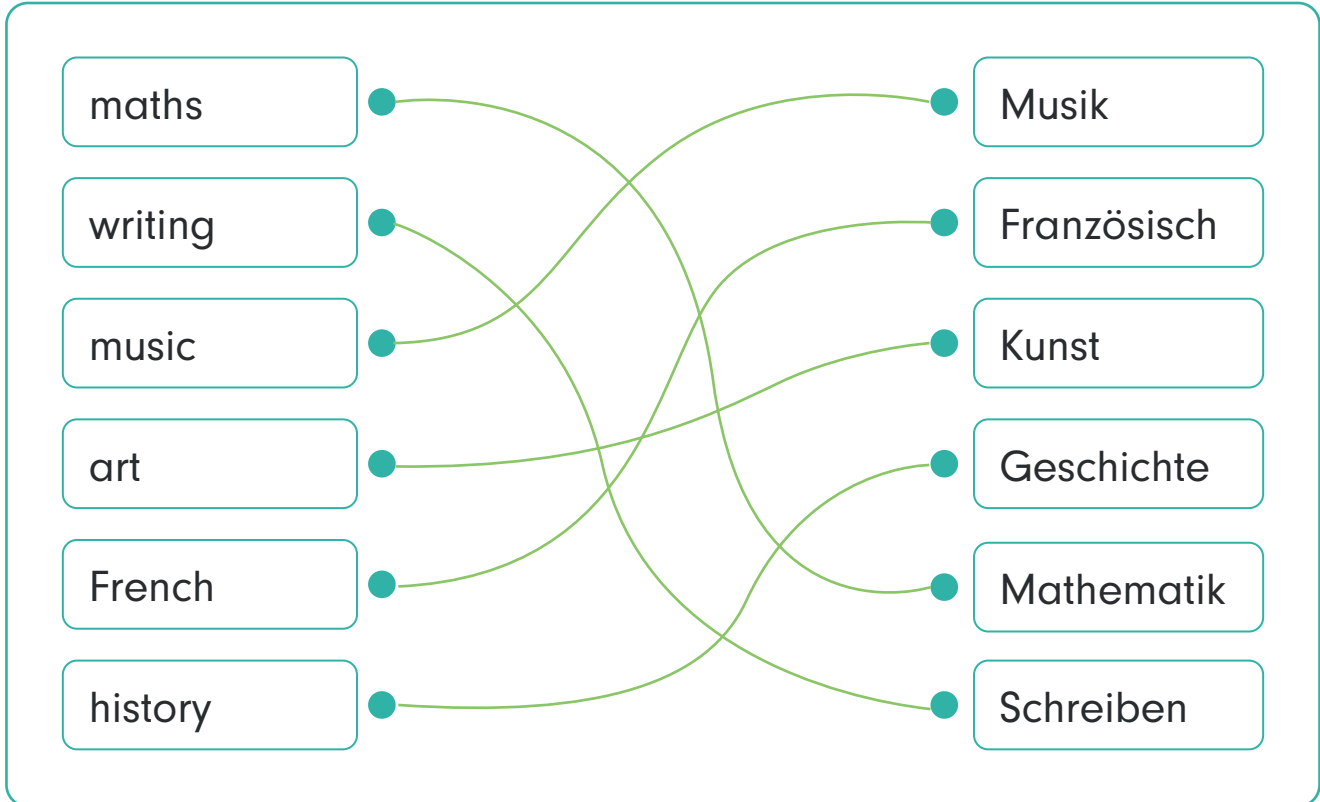 maths
writing
music
art
French
history
Musik
Französisch
Kunst
Geschichte
Mathematik
Schreiben